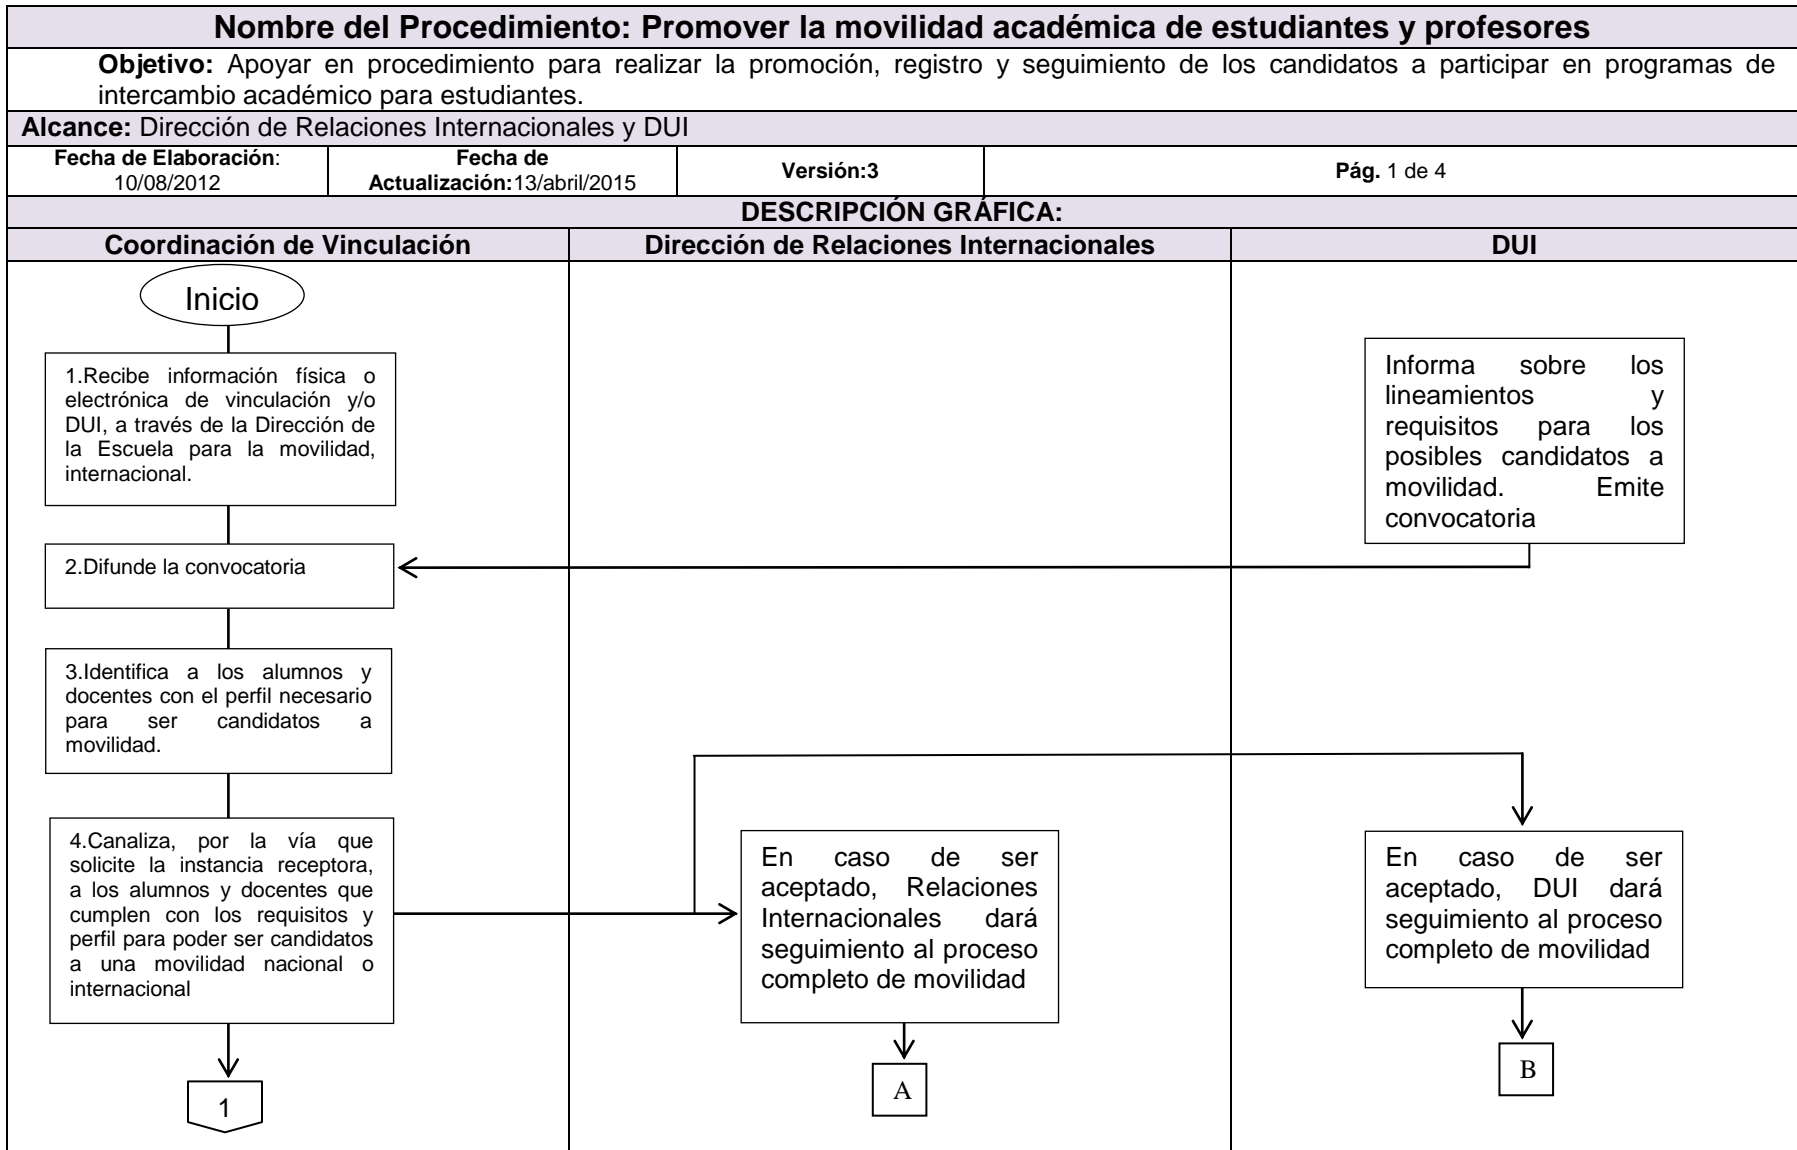 Nombre del Procedimiento: Promover la movilidad académica de estudiantes y profesores
Objetivo: Apoyar en procedimiento para realizar la promoción, registro y seguimiento de los candidatos a participar en programas de
intercambio académico para estudiantes.
Alcance: Dirección de Relaciones Internacionales y DUI
Fecha de Elaboración:
10/08/2012
Fecha de
Actualización:13/abril/2015
Versión:3
Pág. 1 de 4
DESCRIPCIÓN GRÁFICA:
Coordinación de Vinculación
Dirección de Relaciones Internacionales
DUI
Inicio
1.Recibe información física o
electrónica de vinculación y/o
DUI, a través de la Dirección de
la Escuela para la movilidad,
internacional.
Informa sobre los
lineamientos y
requisitos para los
posibles candidatos a
movilidad. Emite
convocatoria
2.Difunde la convocatoria
3.Identifica a los alumnos y
docentes con el perfil necesario
para ser candidatos a
movilidad.
4.Canaliza, por la vía que
solicite la instancia receptora,
a los alumnos y docentes que
cumplen con los requisitos y
perfil para poder ser candidatos
a una movilidad nacional o
internacional
En caso de ser
aceptado, Relaciones
Internacionales dará
seguimiento al proceso
completo de movilidad
En caso de ser
aceptado, DUI dará
seguimiento al proceso
completo de movilidad
1
A
B